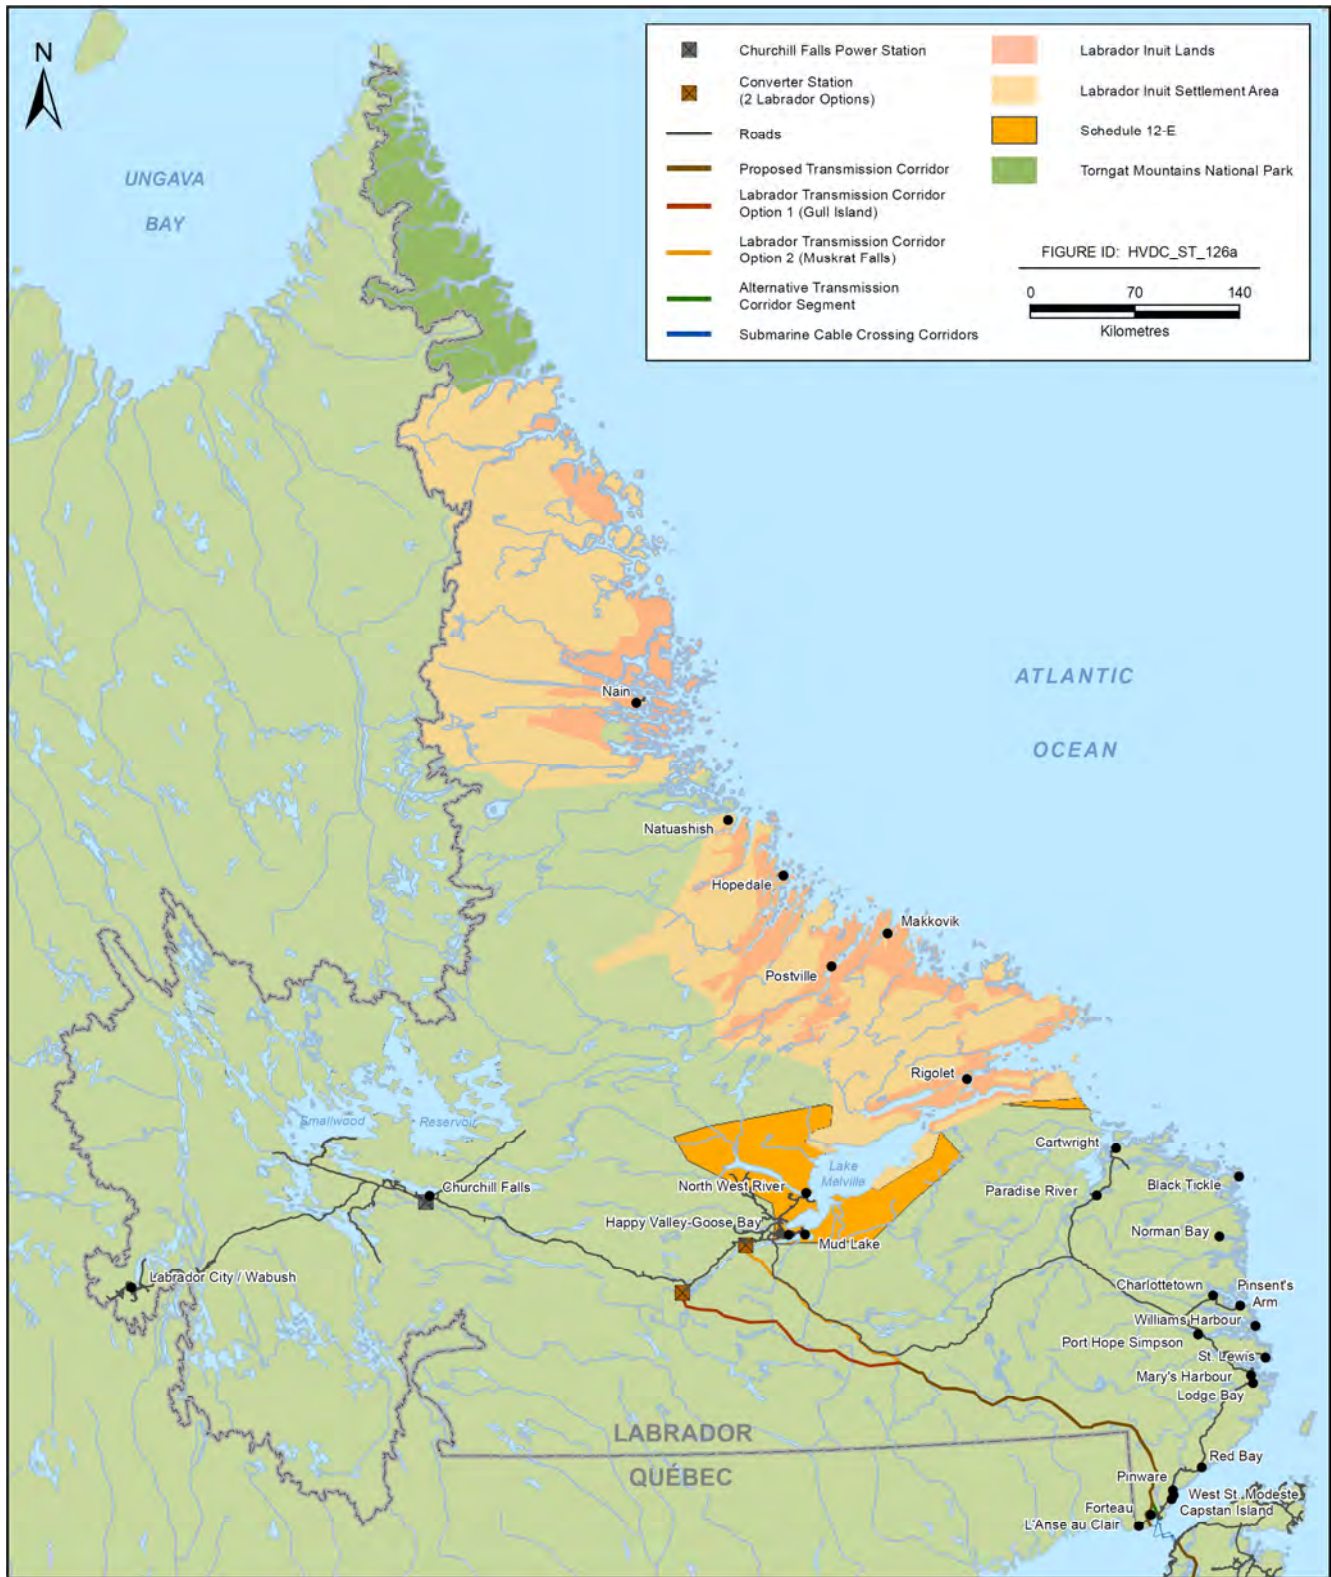 N
UNGAVA
BAY
Churchill Falls Power Station
Converter Station
(2 Labrador Options)
Roads
Proposed Transmission Corridor
Labrador Transmission Corridor
Option 1 (Gull Island)
Labrador Transmission Corridor
Option 2 (Muskrat Falls)
Alternative Transmission
Corridor Segment
Submarine Cable Crossing Corridors
Labrador Inuit Lands
Labrador Inuit Settlement Area
Schedule 12-E
Torngat Mountains National Park
FIGURE ID: HVDC_ST_126a
0 70 140
Kilometres
ATLANTIC
OCEAN
Nain
Natuashish
Hopedale
Makkovik
Postville
Rigolet
Smallwood
Reservoir
Cartwright
Lake
Melville
Churchill Falls
North West River
Paradise River
Black Tickle
Happy Valley-Goose Bay
Mud Lake
Norman Bay
Labrador City / Wabush
Charlottetown
Pinsent's
Arm
Williams Harbour
Port Hope Simpson
St. Lewis
Mary's Harbour
Lodge Bay
LABRADOR
QUÉBEC
Red Bay
Pinware
West St. Modeste
Forteau
Capstan Island
L'Anse au Clair